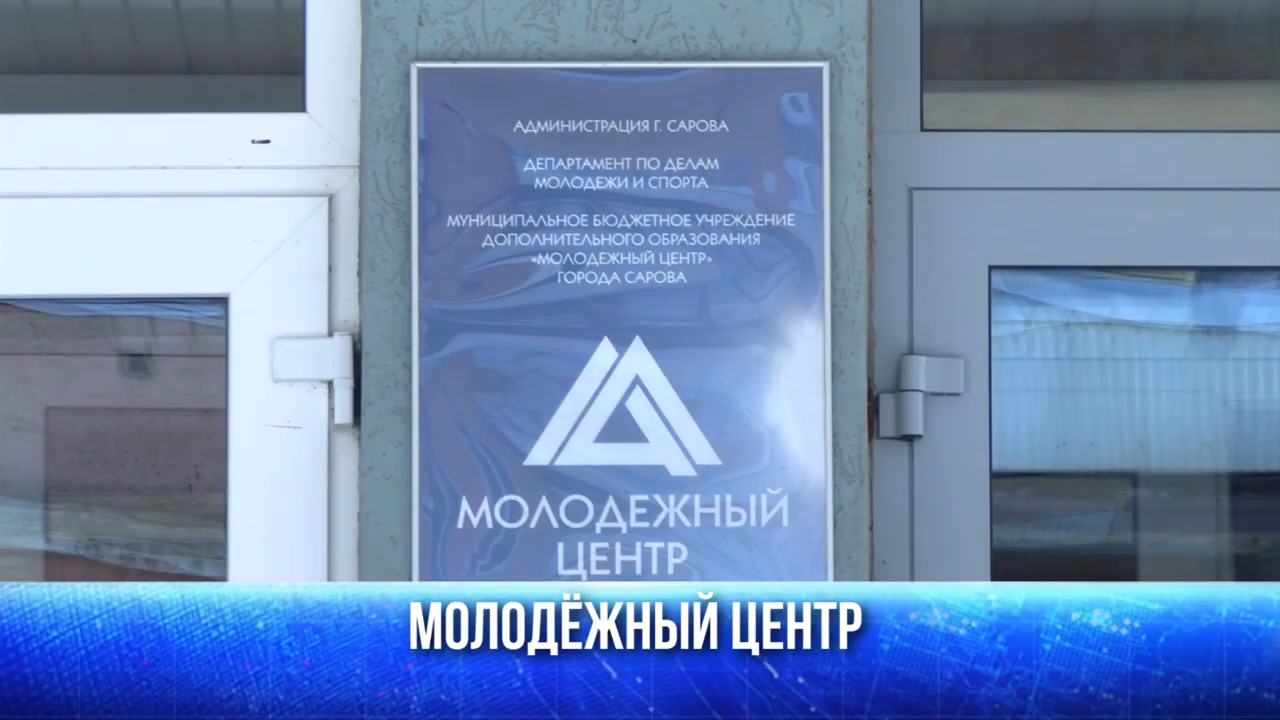 АДМИНИСТРАЦИЯ Г. САРОВА
ДЕПАРТАМЕНТ ПО ДЕЛАМ
МОЛОДЕЖИ И СПОРТА
МУНИЦИПАЛЬНОЕ БЮДЖЕТНОЕ УЧРЕЖДЕНИЕ
ДОПОЛНИТЕЛЬНОГО ОБРАЗОВАНИЯ
«МОЛОДЕЖНЫЙ ЦЕНТР»
ГОРОДА САРОВА
МОЛОДЕЖНЫЙ
ЦЕНТР
МОЛОДЁЖНЫЙ ЦЕНТР